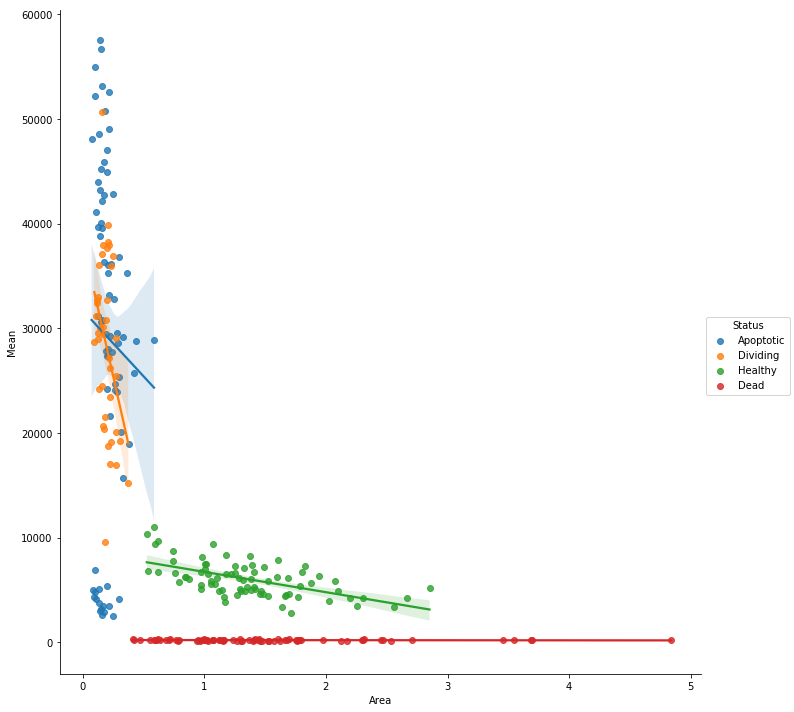 60000
50000
40000
30000
20000
10000
0
Mean
0 1 2 3 4 5
Area
Status
Apoptotic
Dividing
Healthy
Dead